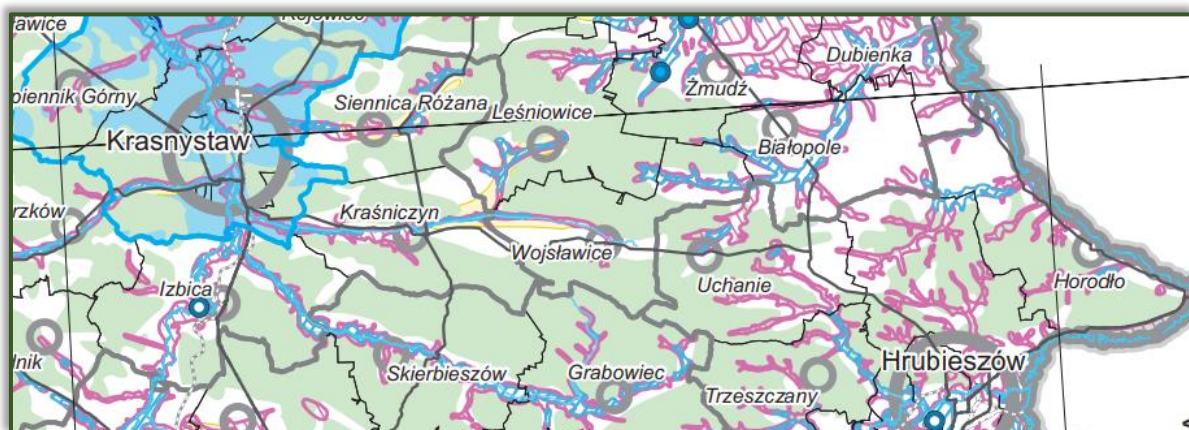 Dubienka
Żmudź
Siennica Różana
Leśniowice
Krasnystaw
Białopole
Kraśniczyn
Wojsławice
Uchanie
Horodło
Izbica
Hrubieszów
Skierbieszów
Grabowiec
Trzeszczany